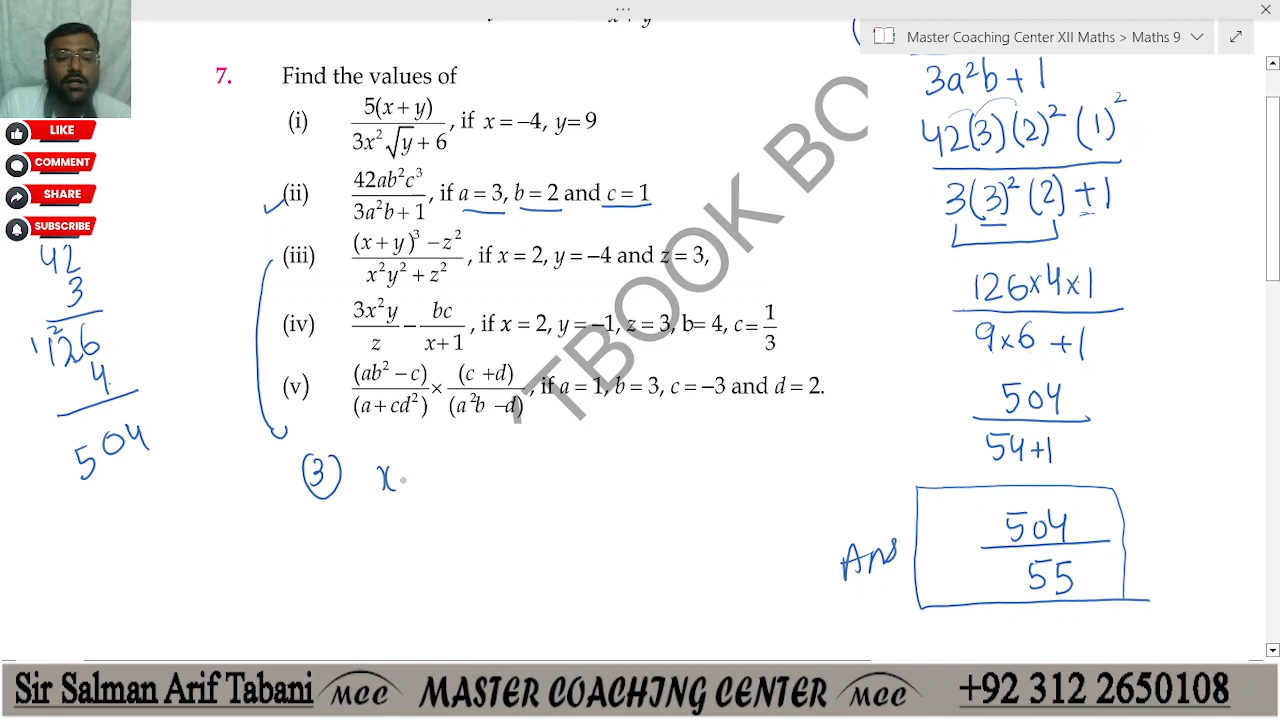 x + y
Master Coaching Center XII Maths > Maths 9
7. Find the values of
(i) 5(x + y) / 3x²√y + 6 , if x = –4, y= 9
(ii) 42ab²c³ / 3a²b + 1 , if a = 3, b = 2 and c = 1
(iii) (x + y)³ – z² / x²y² + z² , if x = 2, y = –4 and z = 3,
(iv) 3x²y / z – bc / x + 1 , if x = 2, y = –1, z = 3, b= 4, c = 1/3
(v) (ab² – c) / (a + cd²) × (c + d) / (a²b – d) , if a = 1, b = 3, c = –3 and d = 2.
TBOOK BO
LIKE
COMMENT
SHARE
SUBSCRIBE
42
3
126
4
504
3 x
3a²b + 1
42(3)(2)²(1)²
3(3)²(2) + 1
126×4×1
9×6 + 1
504
54+1
Ans 504
55
Sir Salman Arif Tabani MCC MASTER COACHING CENTER MCC +92 312 2650108